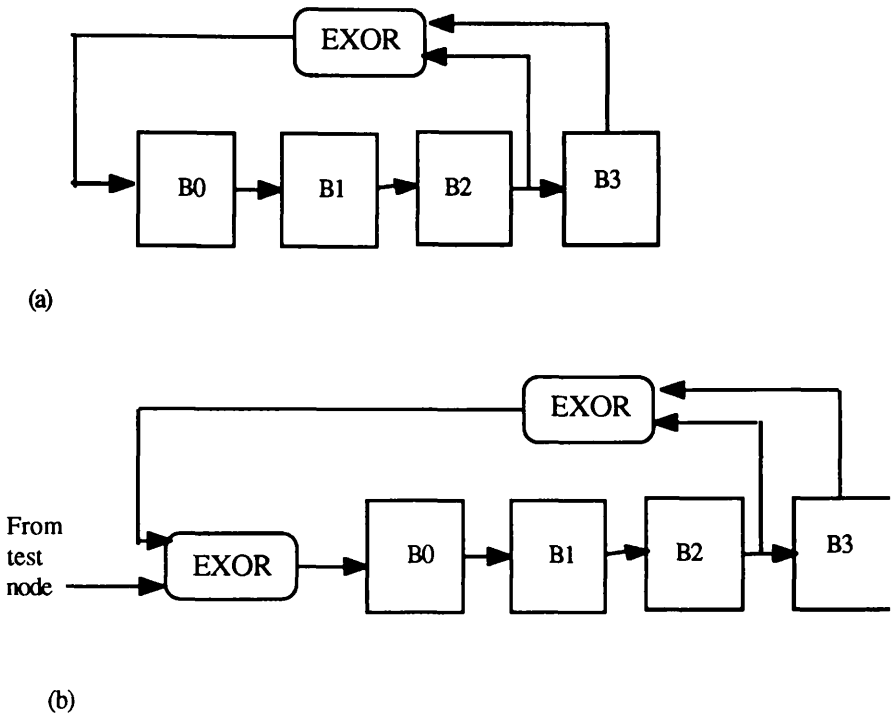 EXOR
B0
B1
B2
B3
(a)
EXOR
From
test
node
EXOR
B0
B1
B2
B3
(b)